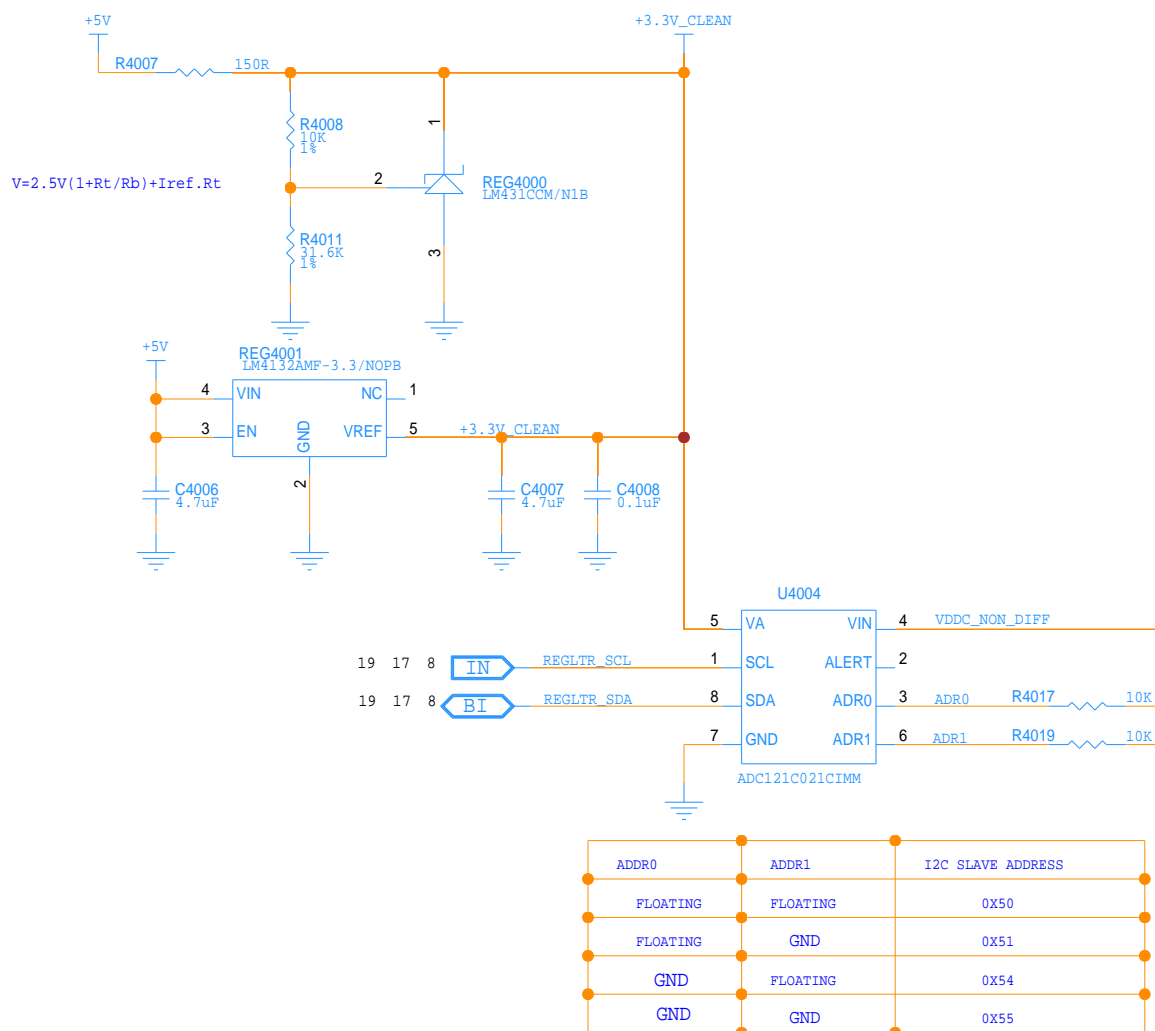 +5V
+3.3V_CLEAN
R4007
150R
R4008
10K
1%
1
V=2.5V(1+Rt/Rb)+Iref.Rt
2
REG4000
LM431CCM/N1B
R4011
31.6K
1%
3
+5V
REG4001
LM4132AMF-3.3/NOPB
4
VIN
NC
1
3
EN
GND
VREF
5
+3.3V_CLEAN
2
C4006
4.7uF
C4007
4.7uF
C4008
0.1uF
U4004
5
VA
VIN
4
VDDC_NON_DIFF
19 17 8
IN
REGLTR_SCL
1
SCL
ALERT
2
19 17 8
BI
REGLTR_SDA
8
SDA
ADR0
3
ADR0
R4017
10K
7
GND
ADR1
6
ADR1
R4019
10K
ADC121C021CIMM
ADDR0 ADDR1 I2C SLAVE ADDRESS
FLOATING FLOATING 0X50
FLOATING GND 0X51
GND FLOATING 0X54
GND GND 0X55